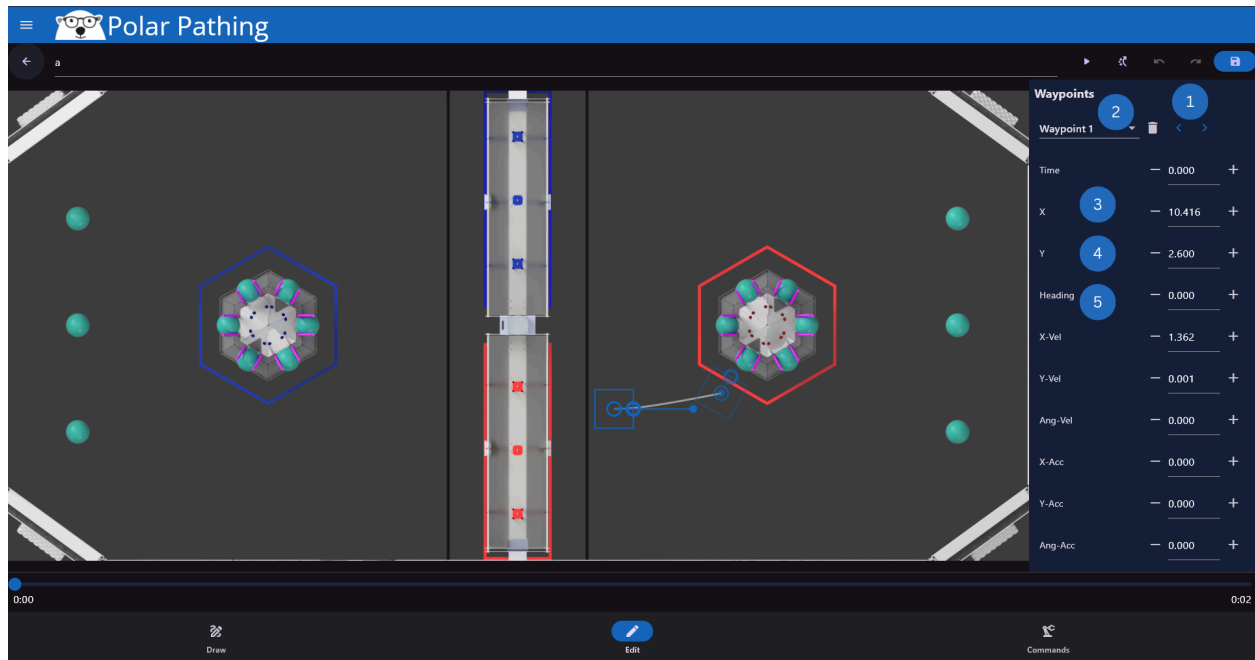 Polar Pathing
a
Waypoints
1
2
Waypoint 1
Time 0.000
3
X 10.416
Y 4 2.600
Heading 5 0.000
X-Vel 1.362
Y-Vel 0.001
Ang-Vel 0.000
X-Acc 0.000
Y-Acc 0.000
Ang-Acc 0.000
0:00 0:02
Draw Edit Commands